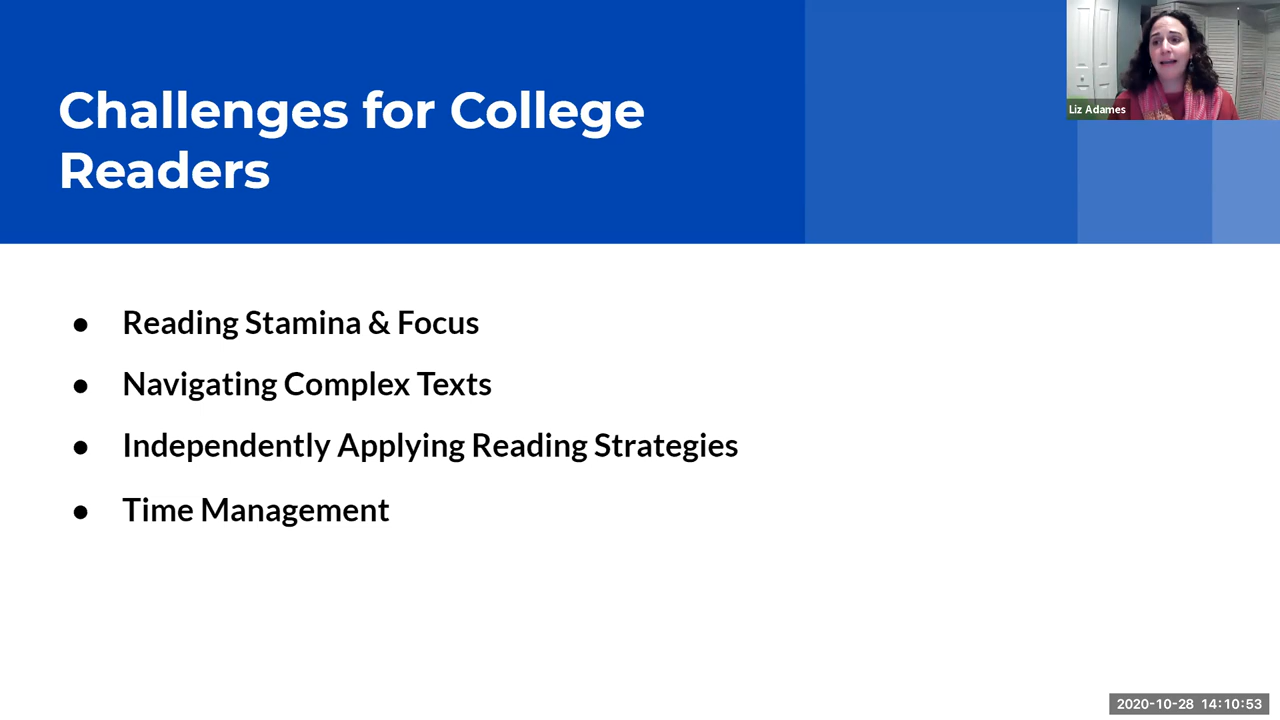 Challenges for College
Readers
Liz Adames
● Reading Stamina & Focus
● Navigating Complex Texts
● Independently Applying Reading Strategies
● Time Management
2020-10-28 14:10:53